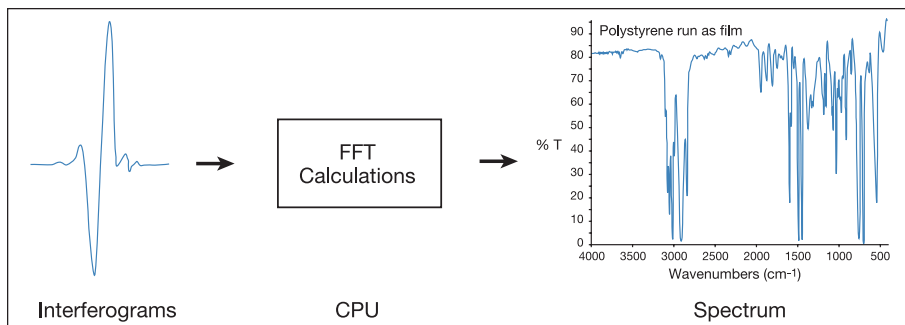 Polystyrene run as film
90
80
70
60
% T
50
40
30
20
10
0
4000 3000 2500 2000 1500 1000 500
Wavenumbers (cm-1)
FFT
Calculations
Interferograms
CPU
Spectrum